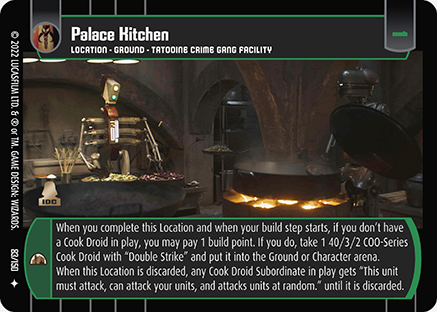 Palace Kitchen
LOCATION - GROUND - TATOOINE CRIME GANG FACILITY
IDC
When you complete this Location and when your build step starts, if you don't
have a Cook Droid in play, you may pay 1 build point. If you do, take 1 40/3/2 COO-Series
Cook Droid with "Double Strike" and put it into the Ground or Character arena.
When this Location is discarded, any Cook Droid Subordinate in play gets "This unit
must attack, can attack your units, and attacks units at random." until it is discarded.
© 2022 LUCASFILM LTD. & ® or TM. GAME DESIGN: WIZARDS.
83/150